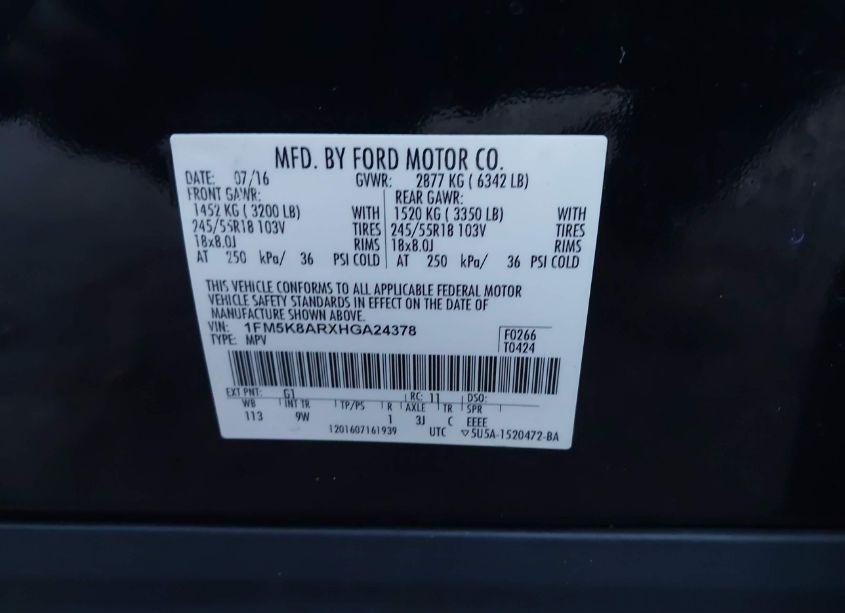 MFD. BY FORD MOTOR CO.
DATE: 07/16 GVWR: 2877 KG ( 6342 LB)
FRONT GAWR: REAR GAWR:
1452 KG ( 3200 LB) WITH 1520 KG ( 3350 LB) WITH
245/55R18 103V TIRES 245/55R18 103V TIRES
18x8.0J RIMS 18x8.0J RIMS
AT 250 kPa/ 36 PSI COLD AT 250 kPa/ 36 PSI COLD
THIS VEHICLE CONFORMS TO ALL APPLICABLE FEDERAL MOTOR
VEHICLE SAFETY STANDARDS IN EFFECT ON THE DATE OF
MANUFACTURE SHOWN ABOVE.
VIN: 1FM5K8ARXHGA24378 F0266
TYPE: MPV T0424
EXT PNT: G1 RC: 11 DSO:
WB INT TR TP/PS R AXLE TR SPR
113 9W 1 3J C EEEE
1201607161939 UTC ▽5U5A-1520472-BA